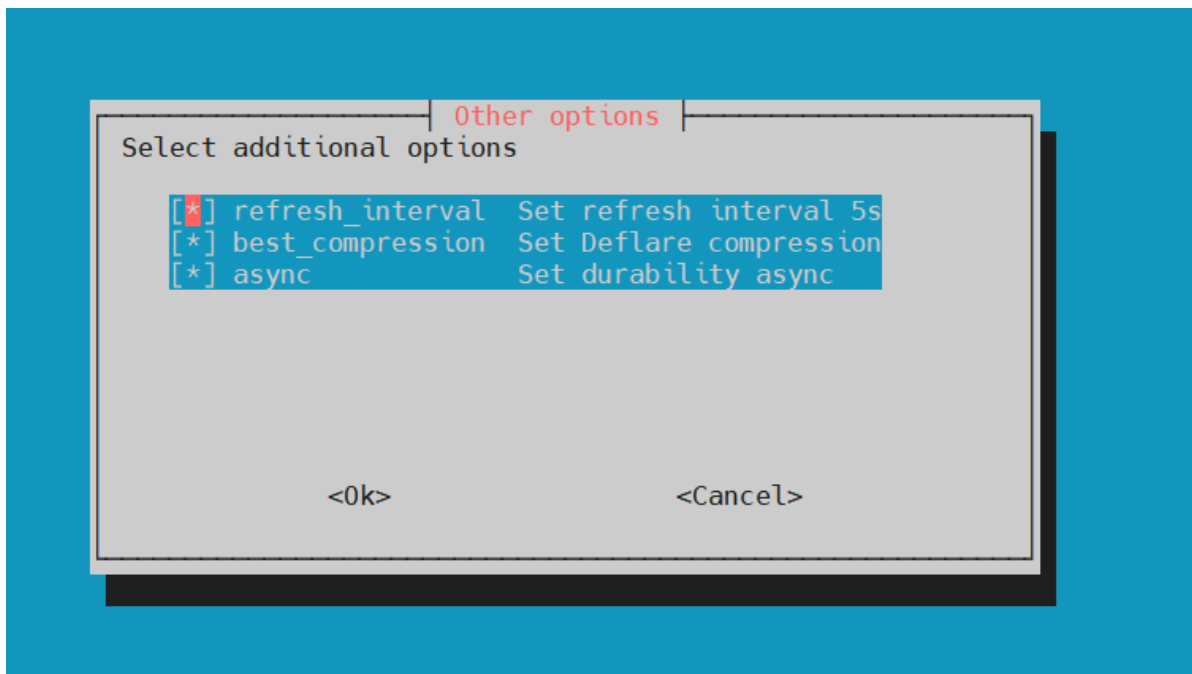 Other options
Select additional options
[*] refresh_interval  Set refresh interval 5s
[*] best_compression  Set Deflare compression
[*] async             Set durability async
<Ok>                  <Cancel>